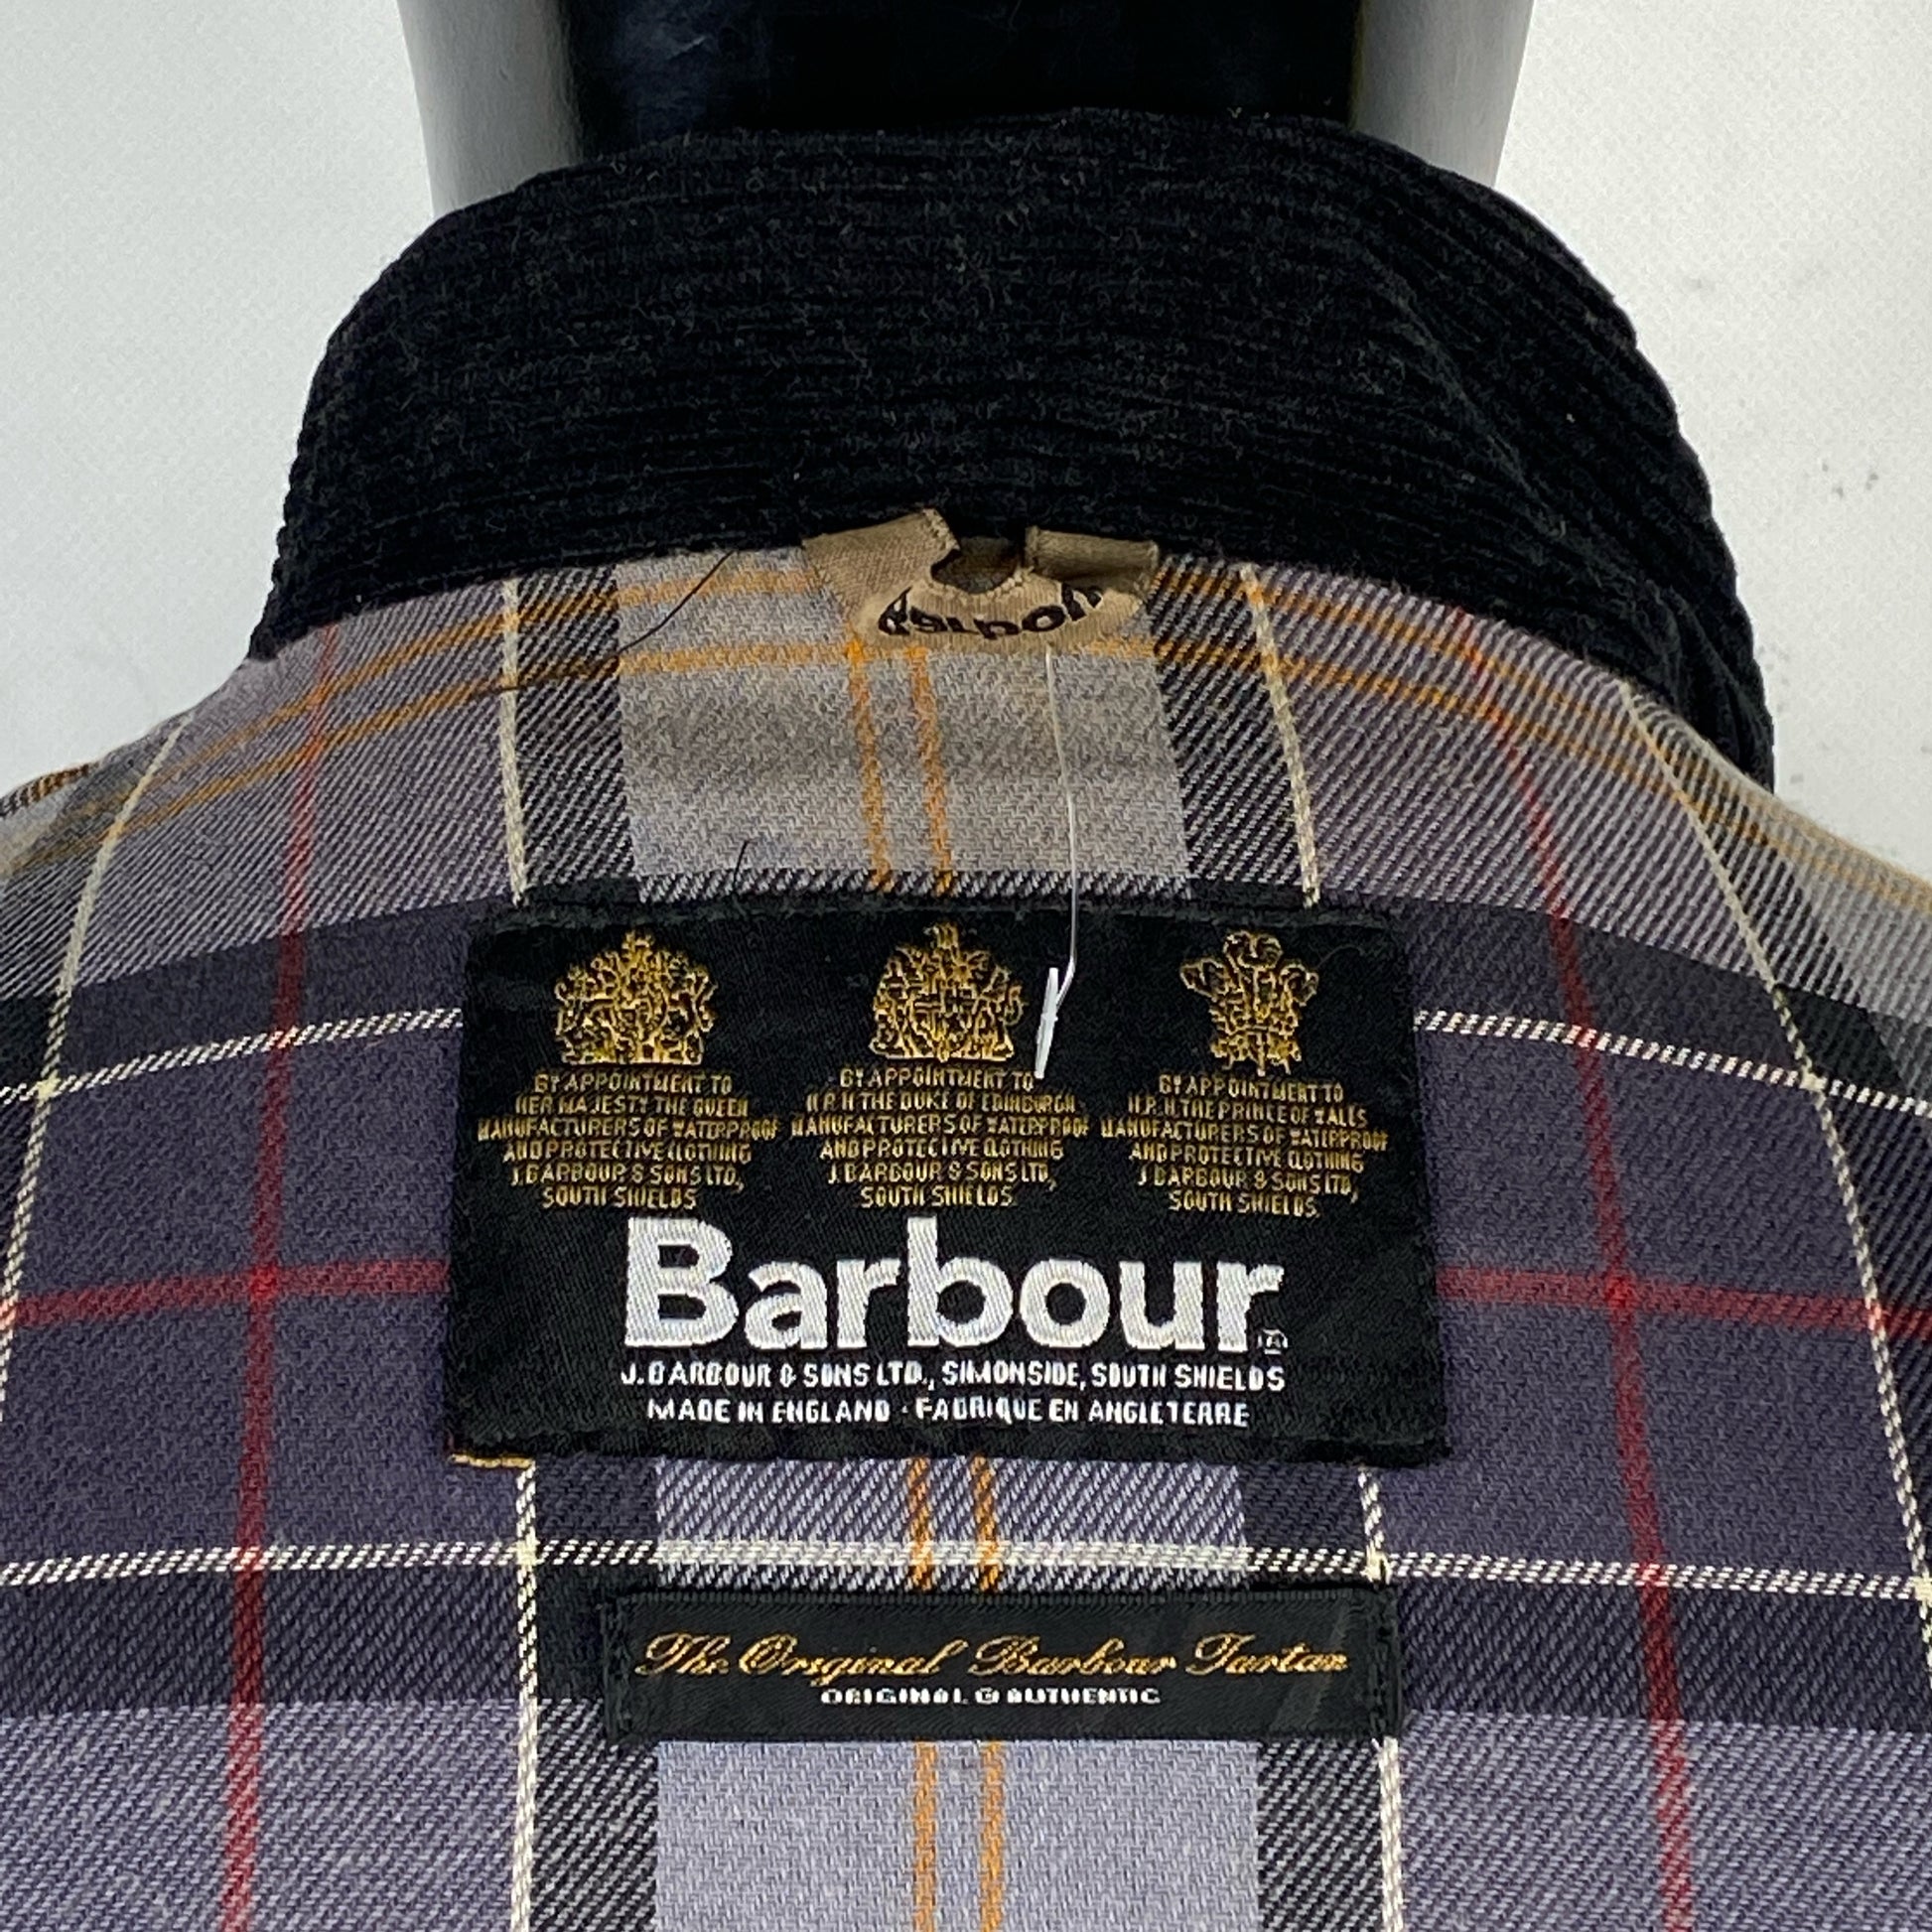 Barbour
BY APPOINTMENT TO
HER MAJESTY THE QUEEN
MANUFACTURERS OF WATERPROOF
AND PROTECTIVE CLOTHING
J. BARBOUR & SONS LTD,
SOUTH SHIELDS
BY APPOINTMENT TO
H.R.H THE DUKE OF EDINBURGH
MANUFACTURERS OF WATERPROOF
AND PROTECTIVE CLOTHING
J. BARBOUR & SONS LTD,
SOUTH SHIELDS
BY APPOINTMENT TO
H.R.H. THE PRINCE OF WALES
MANUFACTURERS OF WATERPROOF
AND PROTECTIVE CLOTHING
J. BARBOUR & SONS LTD,
SOUTH SHIELDS.
Barbour®
J. BARBOUR & SONS LTD., SIMONSIDE, SOUTH SHIELDS
MADE IN ENGLAND · FABRIQUE EN ANGLETERRE
The Original Barbour Tartan
ORIGINAL & AUTHENTIC